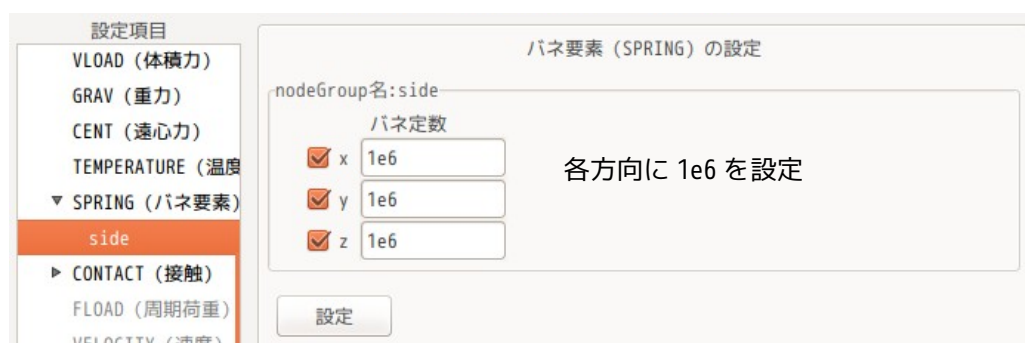 設定項目
VLOAD (体積力)
GRAV (重力)
CENT (遠心力)
TEMPERATURE (温度
▼ SPRING (バネ要素)
side
▶ CONTACT (接触)
FLOAD (周期荷重)
VELOCITY (速度)
バネ要素 (SPRING) の設定
nodeGroup名:side
バネ定数
x 1e6
y 1e6
z 1e6
各方向に 1e6 を設定
設定